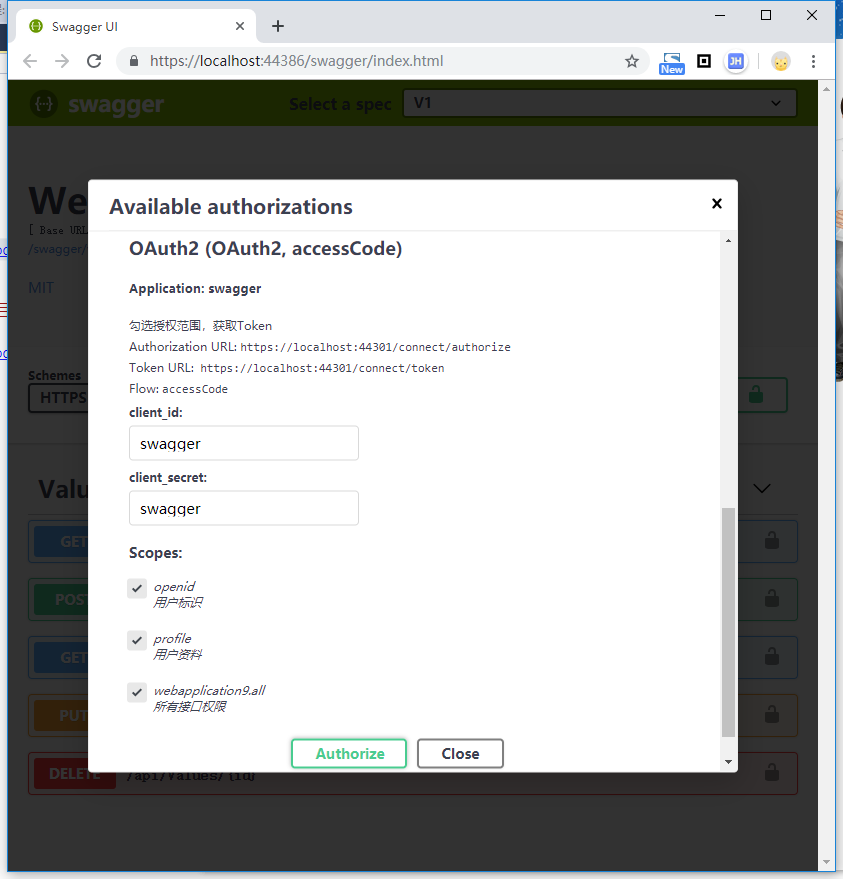 Swagger UI
https://localhost:44386/swagger/index.html
New
JH
swagger
Select a spec
V1
We
[ Base URL
/swagger/
MIT
Schemes
HTTPS
Available authorizations
OAuth2 (OAuth2, accessCode)
Application: swagger
勾选授权范围，获取Token
Authorization URL: https://localhost:44301/connect/authorize
Token URL: https://localhost:44301/connect/token
Flow: accessCode
client_id:
swagger
client_secret:
swagger
Scopes:
openid
用户标识
profile
用户资料
webapplication9.all
所有接口权限
Authorize
Close
Valu
GET
POST
GET
PUT
DELETE
/api/Values/{id}